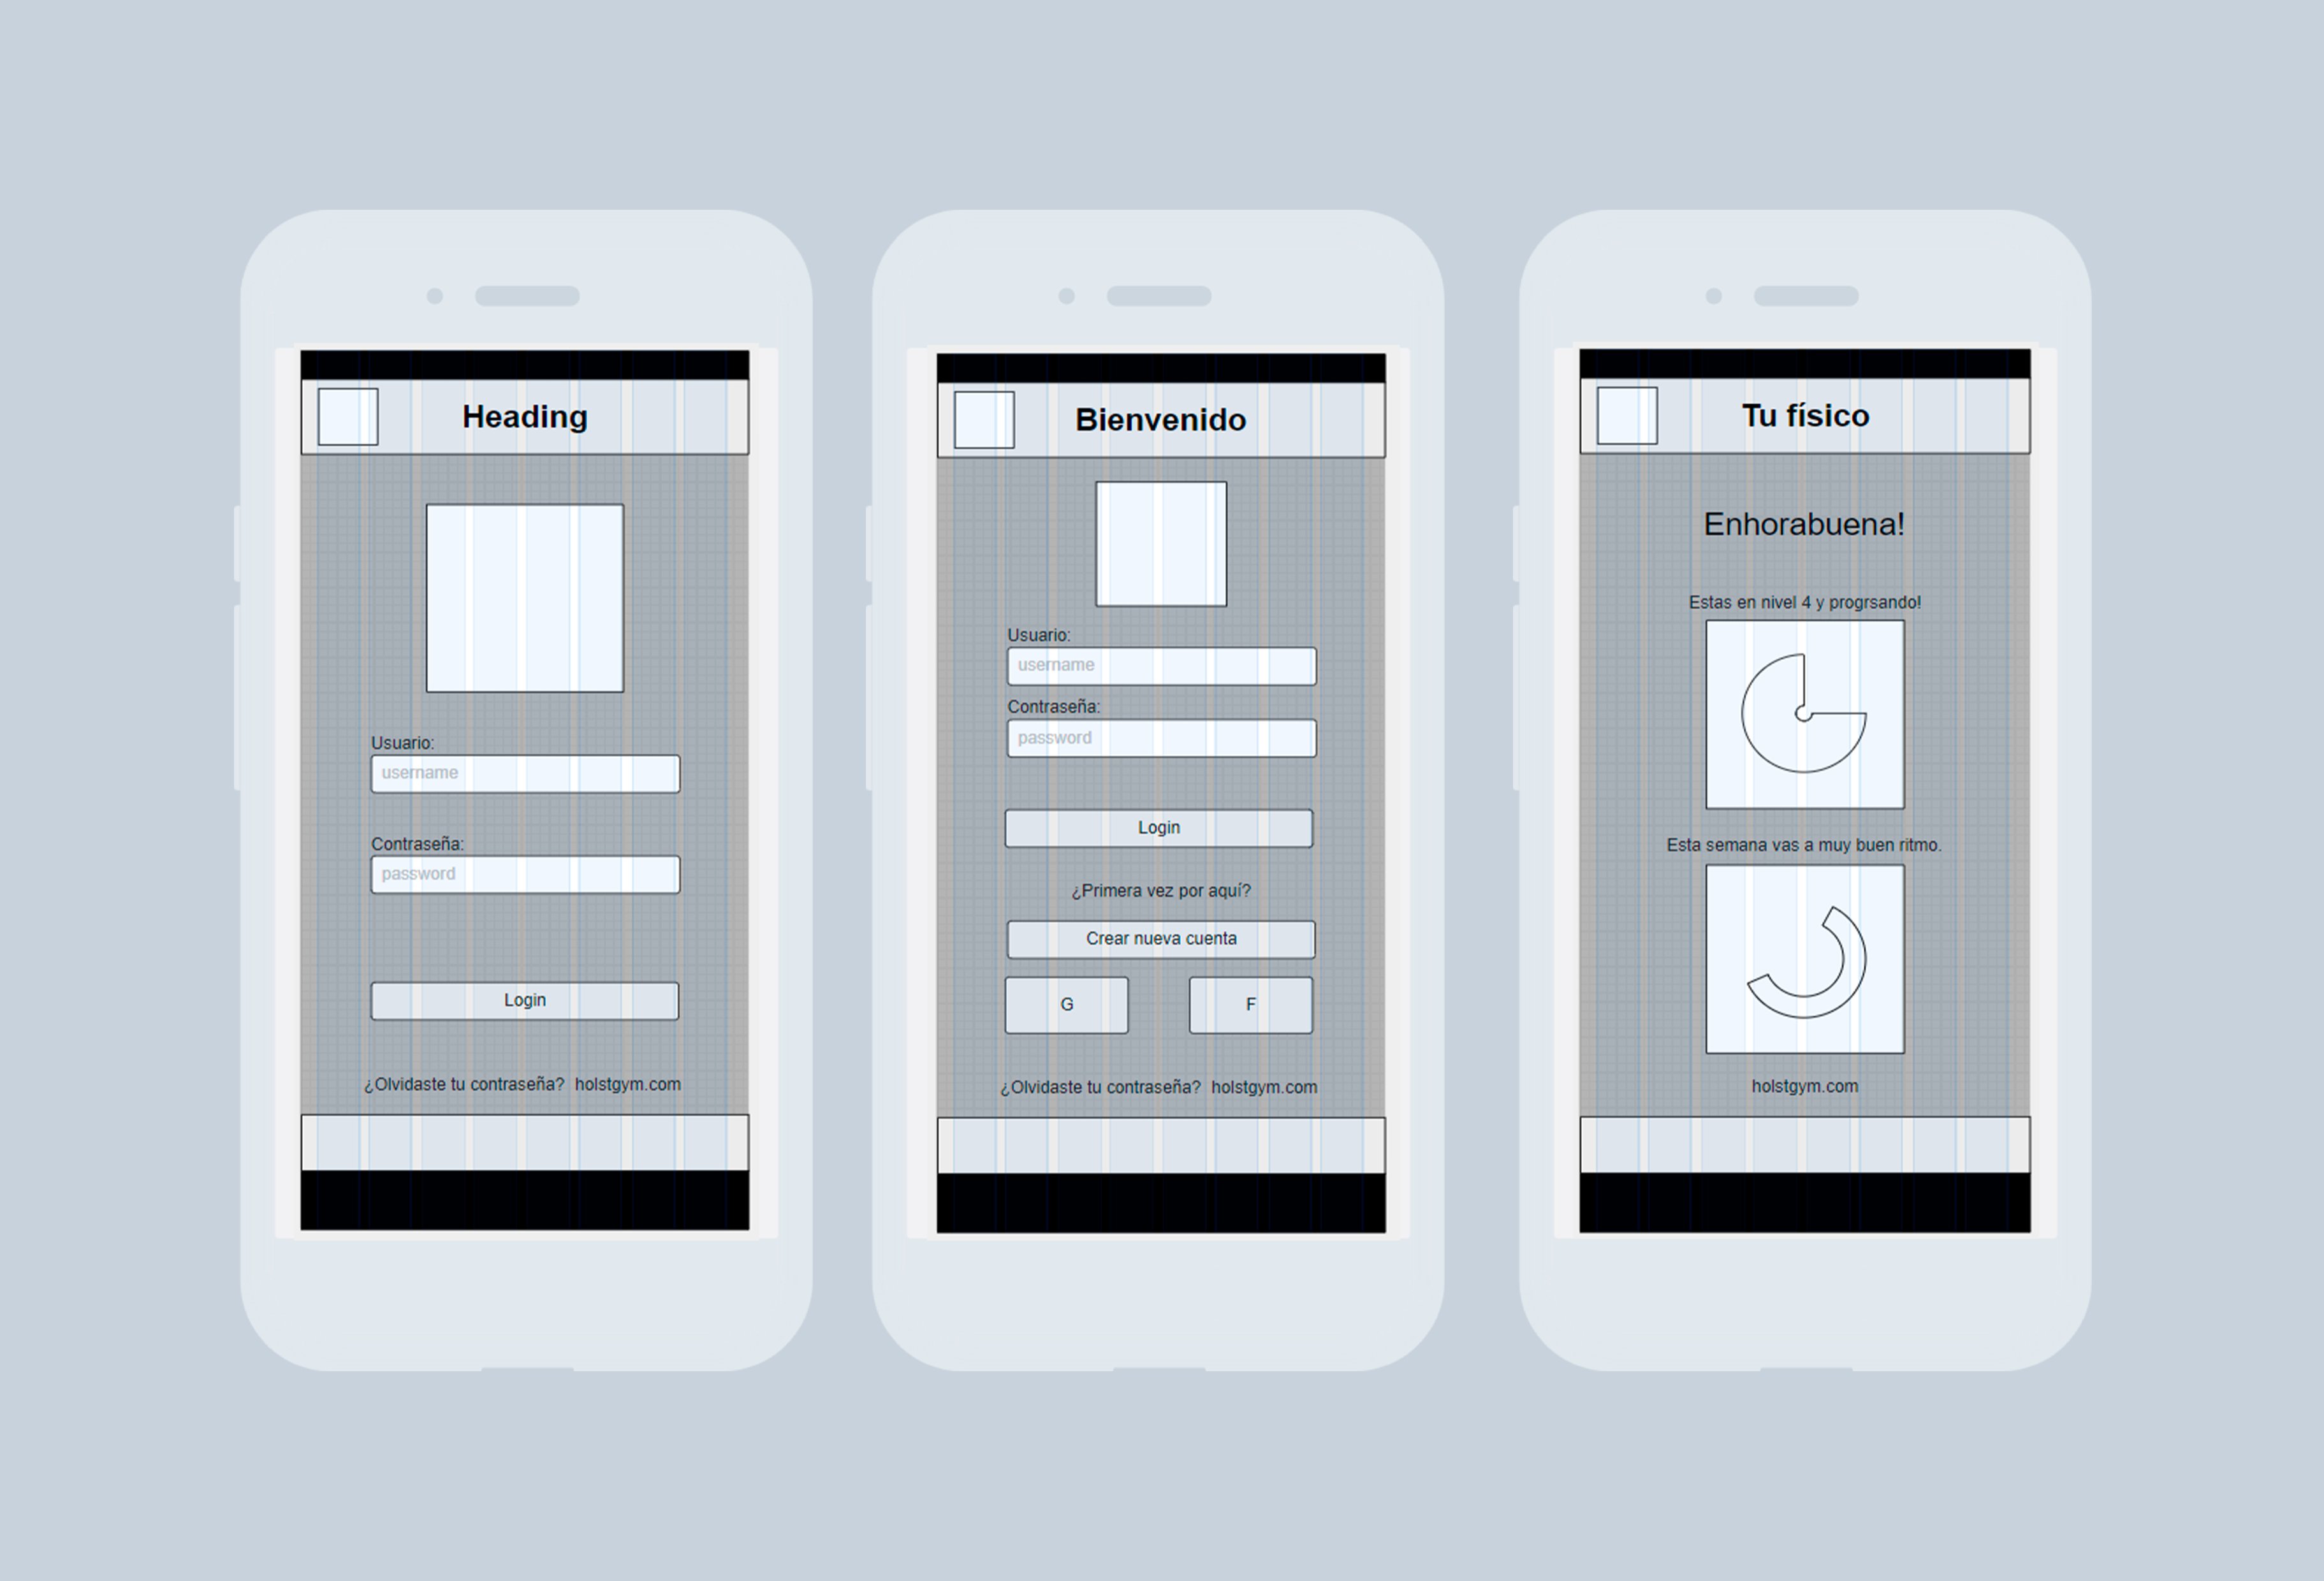 Heading
Usuario:
username
Contraseña:
password
Login
¿Olvidaste tu contraseña? holstgym.com
Bienvenido
Usuario:
username
Contraseña:
password
Login
¿Primera vez por aquí?
Crear nueva cuenta
G F
¿Olvidaste tu contraseña? holstgym.com
Tu físico
Enhorabuena!
Estas en nivel 4 y progrsando!
Esta semana vas a muy buen ritmo.
holstgym.com